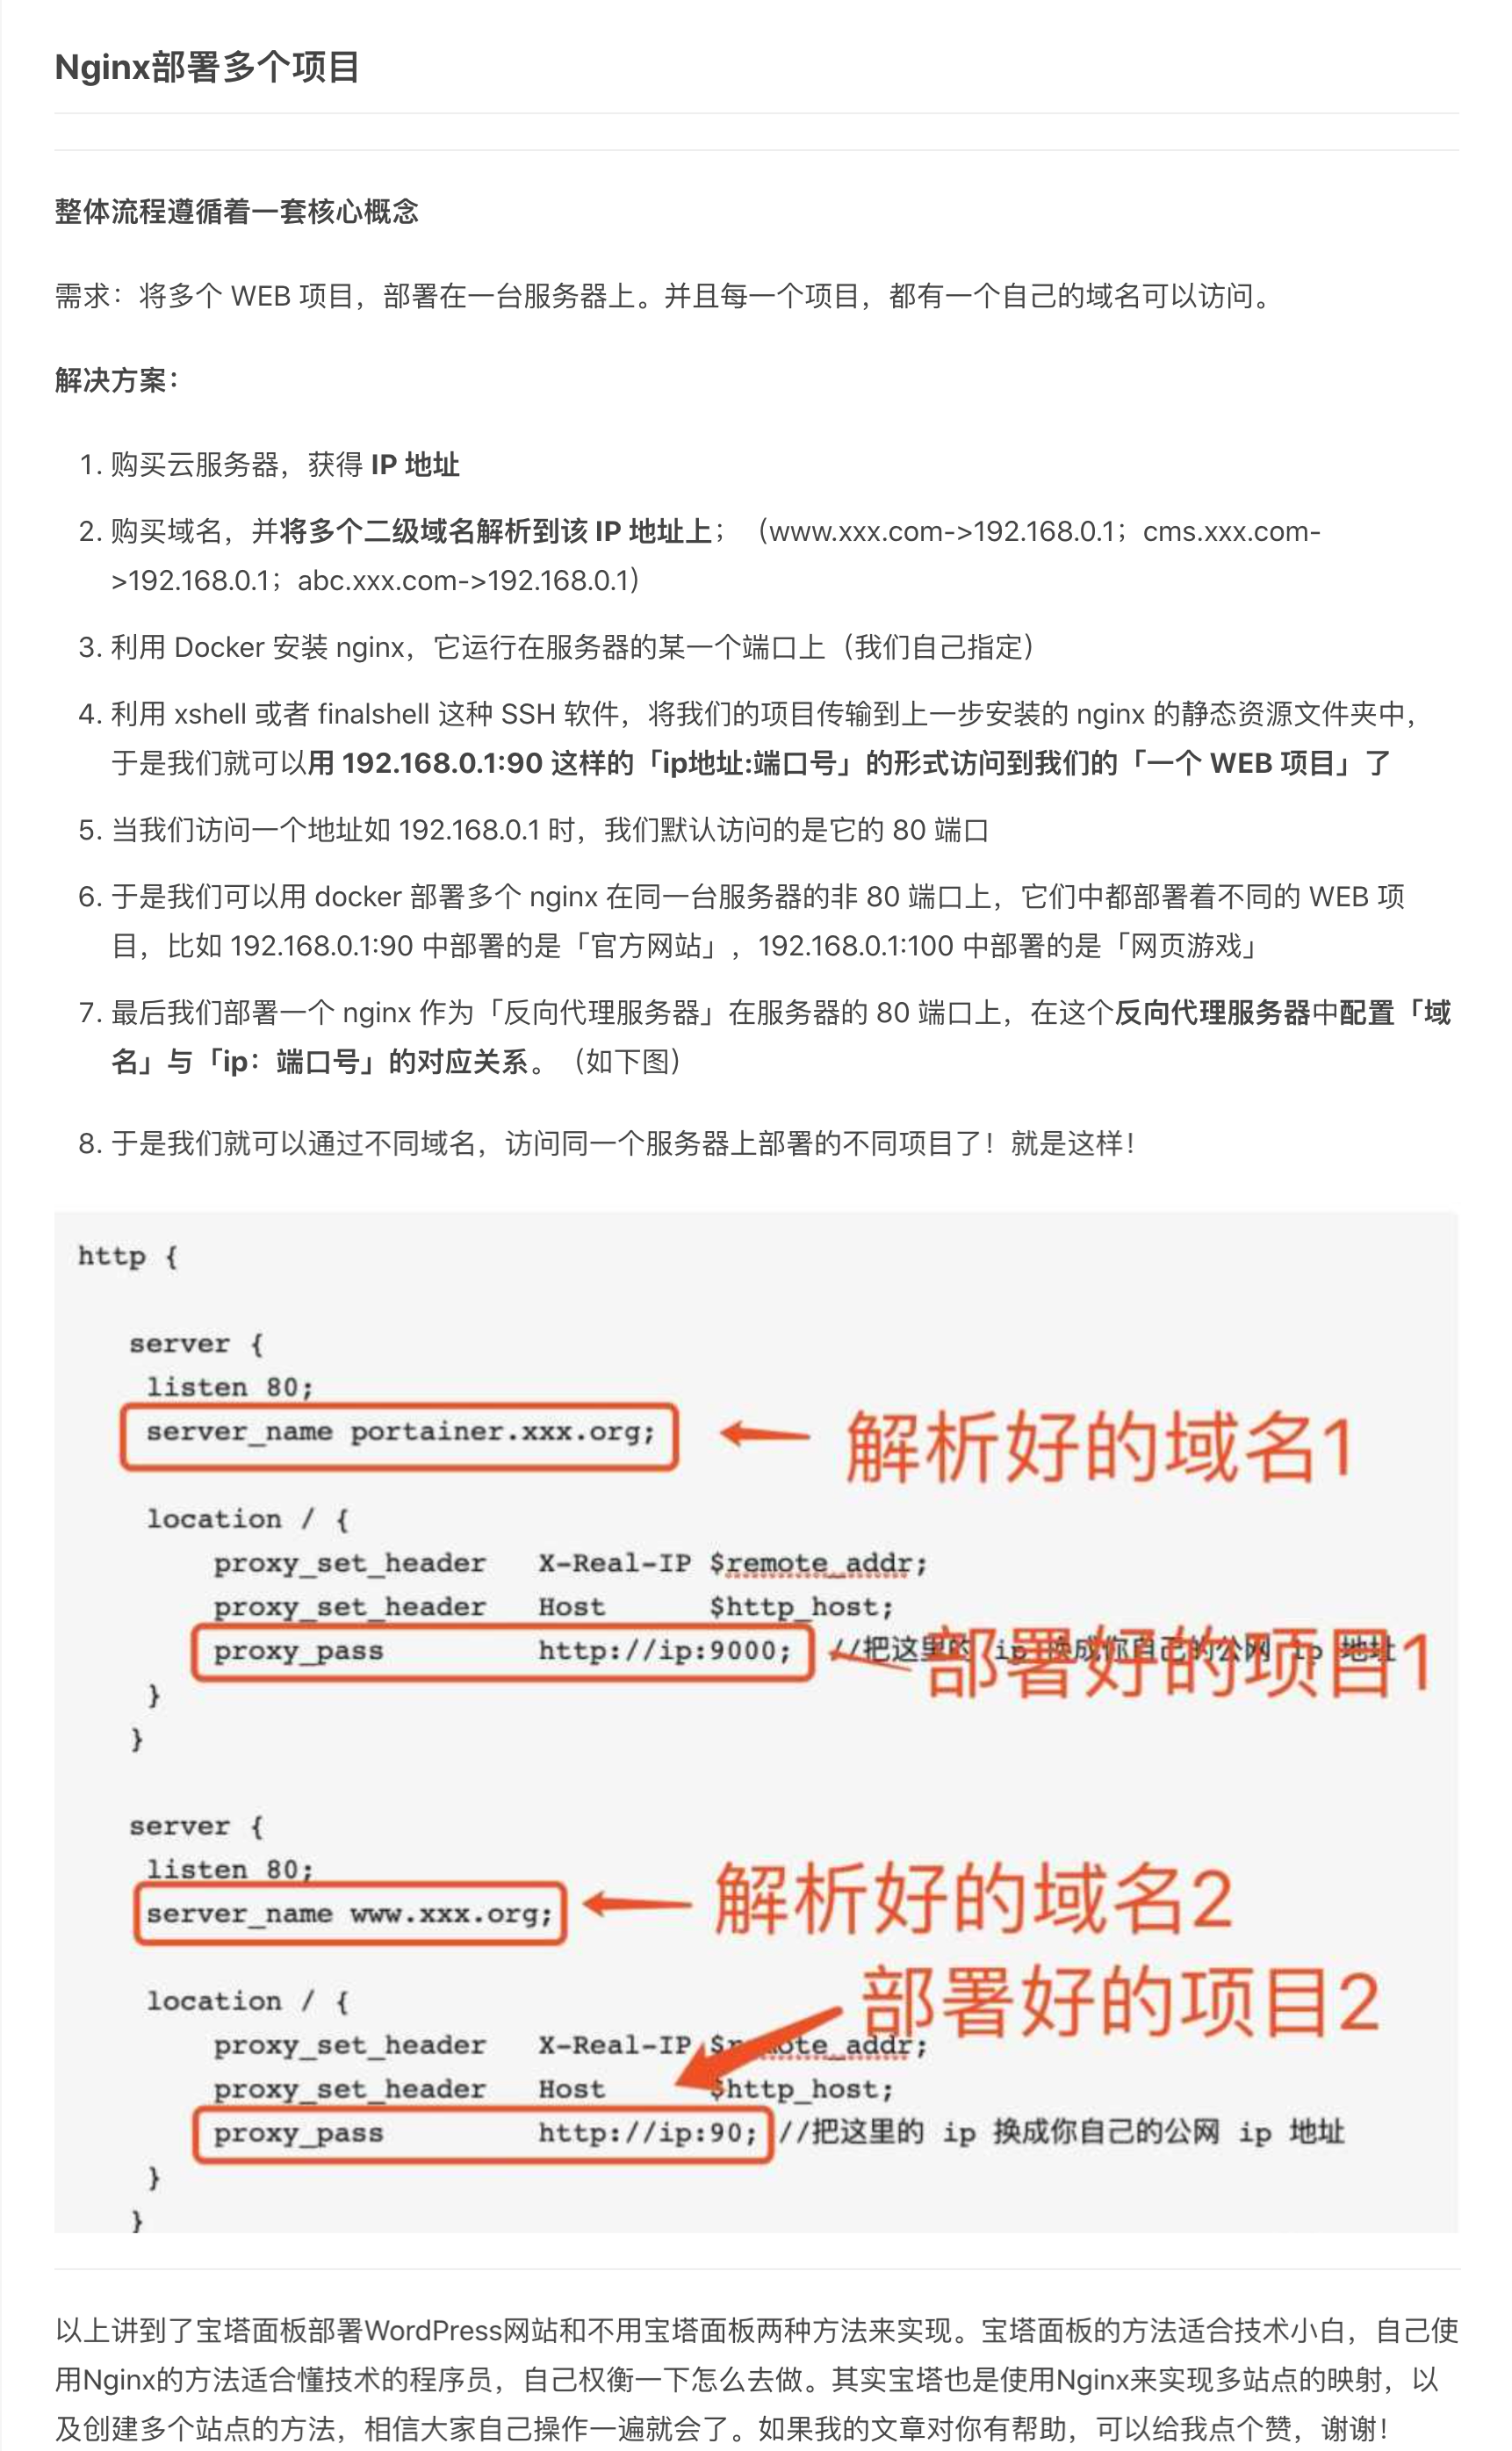 Nginx部署多个项目
整体流程遵循着一套核心概念
需求：将多个 WEB 项目，部署在一台服务器上。并且每一个项目，都有一个自己的域名可以访问。
解决方案：
1. 购买云服务器，获得 IP 地址
2. 购买域名，并将多个二级域名解析到该 IP 地址上；（www.xxx.com->192.168.0.1；cms.xxx.com-
>192.168.0.1；abc.xxx.com->192.168.0.1）
3. 利用 Docker 安装 nginx，它运行在服务器的某一个端口上（我们自己指定）
4. 利用 xshell 或者 finalshell 这种 SSH 软件，将我们的项目传输到上一步安装的 nginx 的静态资源文件夹中，
于是我们就可以用 192.168.0.1:90 这样的「ip地址:端口号」的形式访问到我们的「一个 WEB 项目」了
5. 当我们访问一个地址如 192.168.0.1 时，我们默认访问的是它的 80 端口
6. 于是我们可以用 docker 部署多个 nginx 在同一台服务器的非 80 端口上，它们中都部署着不同的 WEB 项
目，比如 192.168.0.1:90 中部署的是「官方网站」，192.168.0.1:100 中部署的是「网页游戏」
7. 最后我们部署一个 nginx 作为「反向代理服务器」在服务器的 80 端口上，在这个反向代理服务器中配置「域
名」与「ip：端口号」的对应关系。（如下图）
8. 于是我们就可以通过不同域名，访问同一个服务器上部署的不同项目了！就是这样！
http {
server {
listen 80;
server_name portainer.xxx.org;
解析好的域名1
location / {
proxy_set_header X-Real-IP $remote_addr;
proxy_set_header Host $http_host;
proxy_pass http://ip:9000; //把这里的 ip 换成你自己的公网 ip 地址
部署好的项目1
}
}
server {
listen 80;
server_name www.xxx.org;
解析好的域名2
部署好的项目2
location / {
proxy_set_header X-Real-IP $remote_addr;
proxy_set_header Host $http_host;
proxy_pass http://ip:90; //把这里的 ip 换成你自己的公网 ip 地址
}
}
以上讲到了宝塔面板部署WordPress网站和不用宝塔面板两种方法来实现。宝塔面板的方法适合技术小白，自己使
用Nginx的方法适合懂技术的程序员，自己权衡一下怎么去做。其实宝塔也是使用Nginx来实现多站点的映射，以
及创建多个站点的方法，相信大家自己操作一遍就会了。如果我的文章对你有帮助，可以给我点个赞，谢谢！